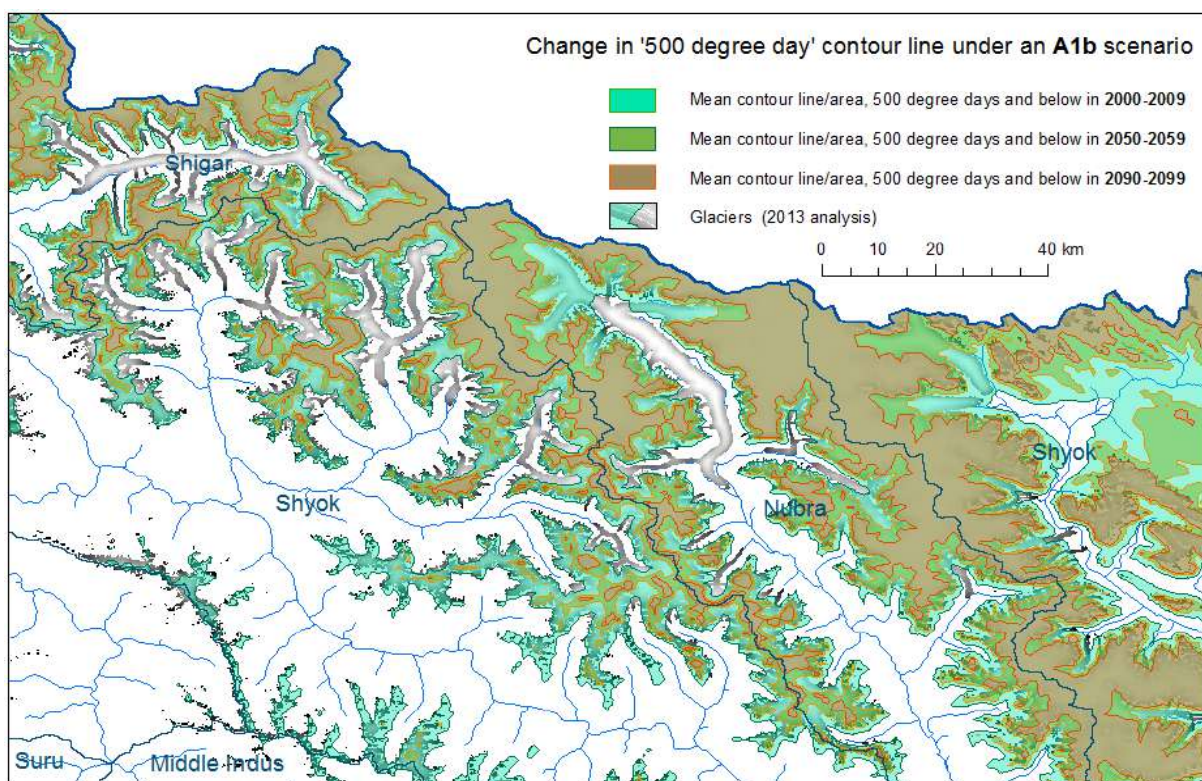 Change in '500 degree day' contour line under an A1b scenario
Mean contour line/area, 500 degree days and below in 2000-2009
Mean contour line/area, 500 degree days and below in 2050-2059
Mean contour line/area, 500 degree days and below in 2090-2099
Glaciers (2013 analysis)
0 10 20 40 km
Shigar
Shyok
Shyok
Nubra
Suru
Middle Indus